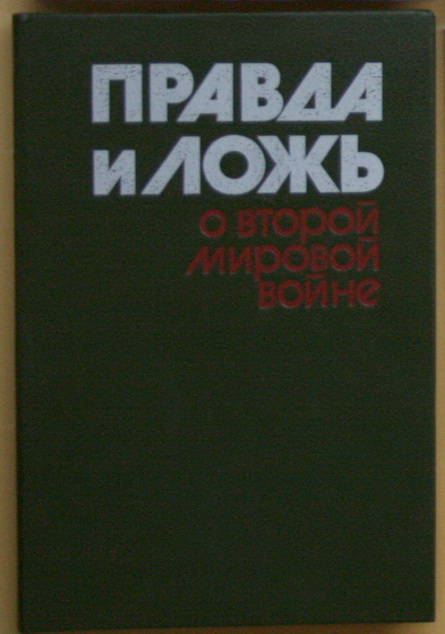 ПРАВДА
и ЛОЖЬ
о второй
мировой
войне